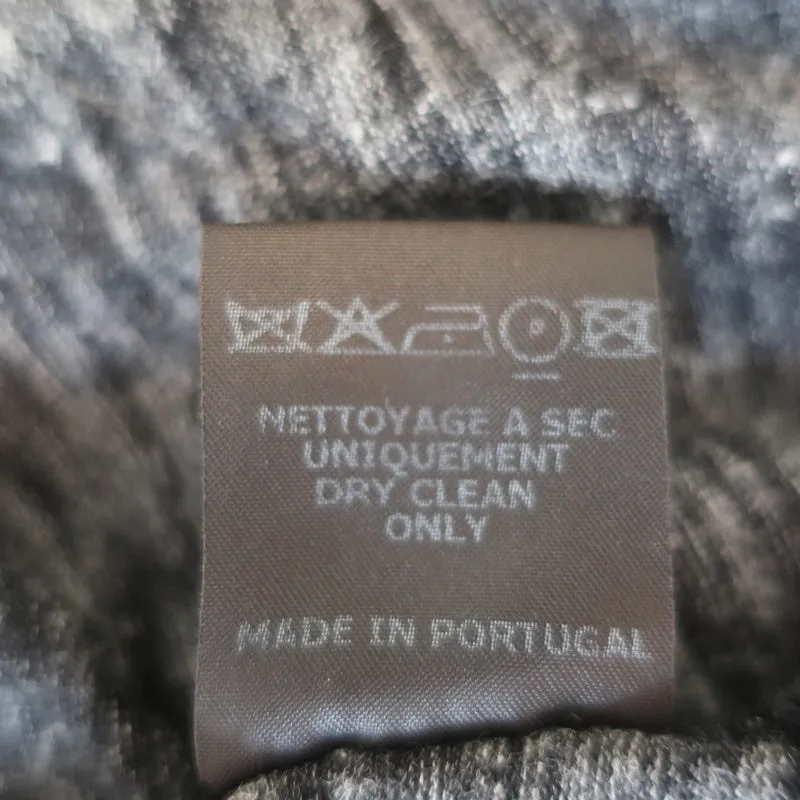 P
NETTOYAGE A SEC
UNIQUEMENT
DRY CLEAN
ONLY
MADE IN PORTUGAL